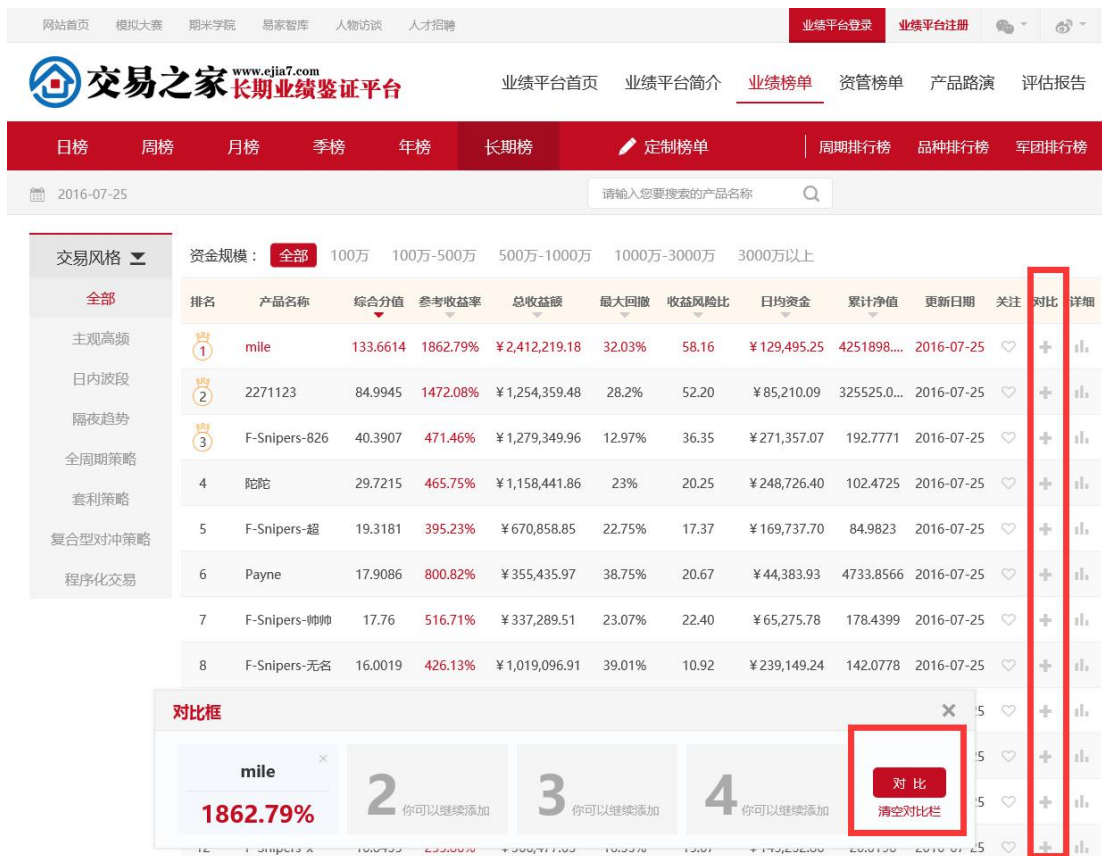 网站首页 模拟大赛 期米学院 易家智库 人物访谈 人才招聘 业绩平台登录 业绩平台注册
交易之家 www.ejia7.com 长期业绩鉴证平台 业绩平台首页 业绩平台简介 业绩榜单 资管榜单 产品路演 评估报告
日榜 周榜 月榜 季榜 年榜 长期榜 定制榜单 周期排行榜 品种排行榜 军团排行榜
2016-07-25 请输入您要搜索的产品名称
交易风格 资金规模： 全部 100万 100万-500万 500万-1000万 1000万-3000万 3000万以上
全部 排名 产品名称 综合分值 参考收益率 总收益额 最大回撤 收益风险比 日均资金 累计净值 更新日期 关注 对比 详细
主观高频 1 mile 133.6614 1862.79% ¥2,412,219.18 32.03% 58.16 ¥129,495.25 4251898.... 2016-07-25
日内波段 2 2271123 84.9945 1472.08% ¥1,254,359.48 28.2% 52.20 ¥85,210.09 325525.0... 2016-07-25
隔夜趋势
3 F-Snipers-826 40.3907 471.46% ¥1,279,349.96 12.97% 36.35 ¥271,357.07 192.7771 2016-07-25
全周期策略
4 陀陀 29.7215 465.75% ¥1,158,441.86 23% 20.25 ¥248,726.40 102.4725 2016-07-25
套利策略
5 F-Snipers-超 19.3181 395.23% ¥670,858.85 22.75% 17.37 ¥169,737.70 84.9823 2016-07-25
复合型对冲策略
程序化交易 6 Payne 17.9086 800.82% ¥355,435.97 38.75% 20.67 ¥44,383.93 4733.8566 2016-07-25
7 F-Snipers-帅帅 17.76 516.71% ¥337,289.51 23.07% 22.40 ¥65,275.78 178.4399 2016-07-25
8 F-Snipers-无名 16.0019 426.13% ¥1,019,096.91 39.01% 10.92 ¥239,149.24 142.0778 2016-07-25
对比框
mile
1862.79%
2 你可以继续添加 3 你可以继续添加 4 你可以继续添加
对 比
清空对比栏